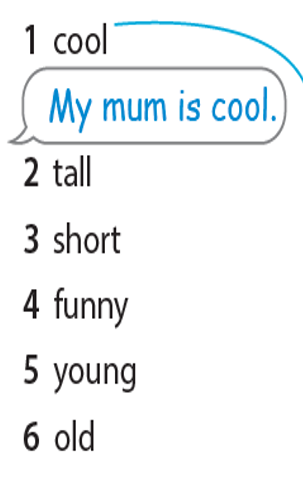 1 cool
My mum is cool.
2 tall
3 short
4 funny
5 young
6 old